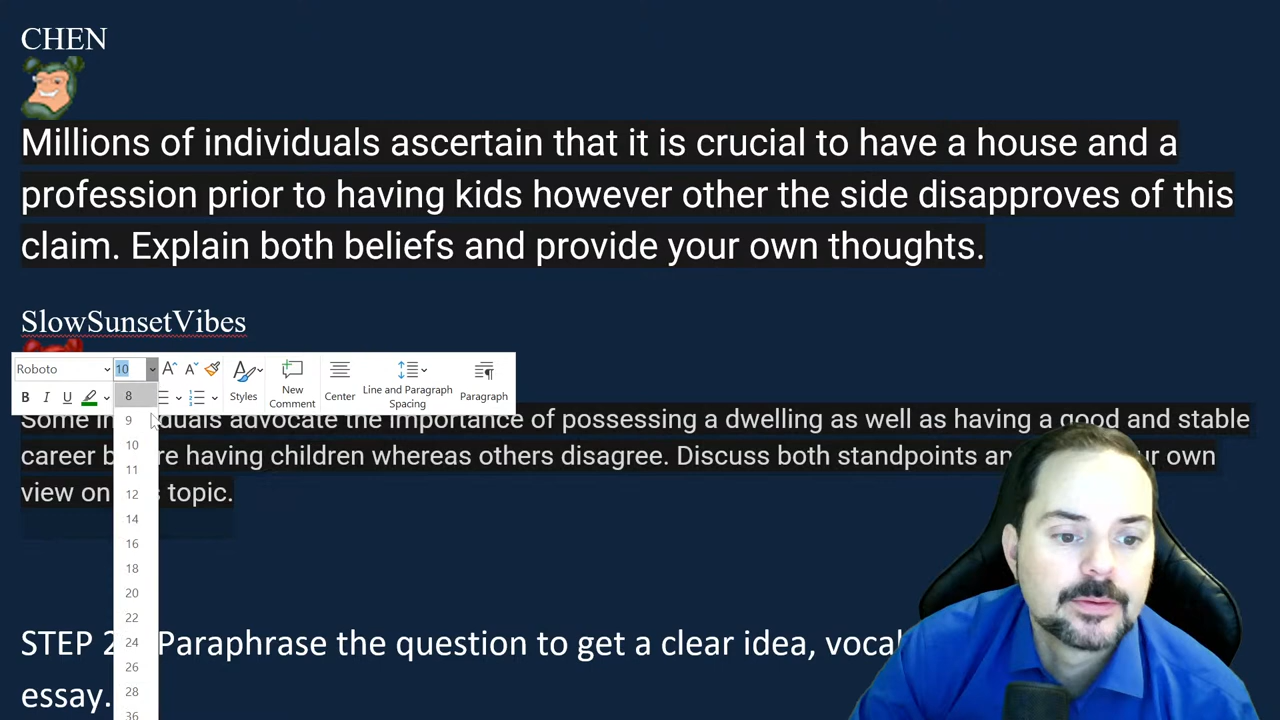 CHEN
Millions of individuals ascertain that it is crucial to have a house and a
profession prior to having kids however other the side disapproves of this
claim. Explain both beliefs and provide your own thoughts.
SlowSunsetVibes
Roboto 10 Styles New Comment Center Line and Paragraph Spacing Paragraph
B I U
8
9
10
11
12
14
16
18
20
22
24
26
28
36
Some duals advocate the importance of possessing a dwelling as well as having a good and stable
career having children whereas others disagree. Discuss both standpoints own
view on topic.
STEP 2 Paraphrase the question to get a clear idea,
essay.